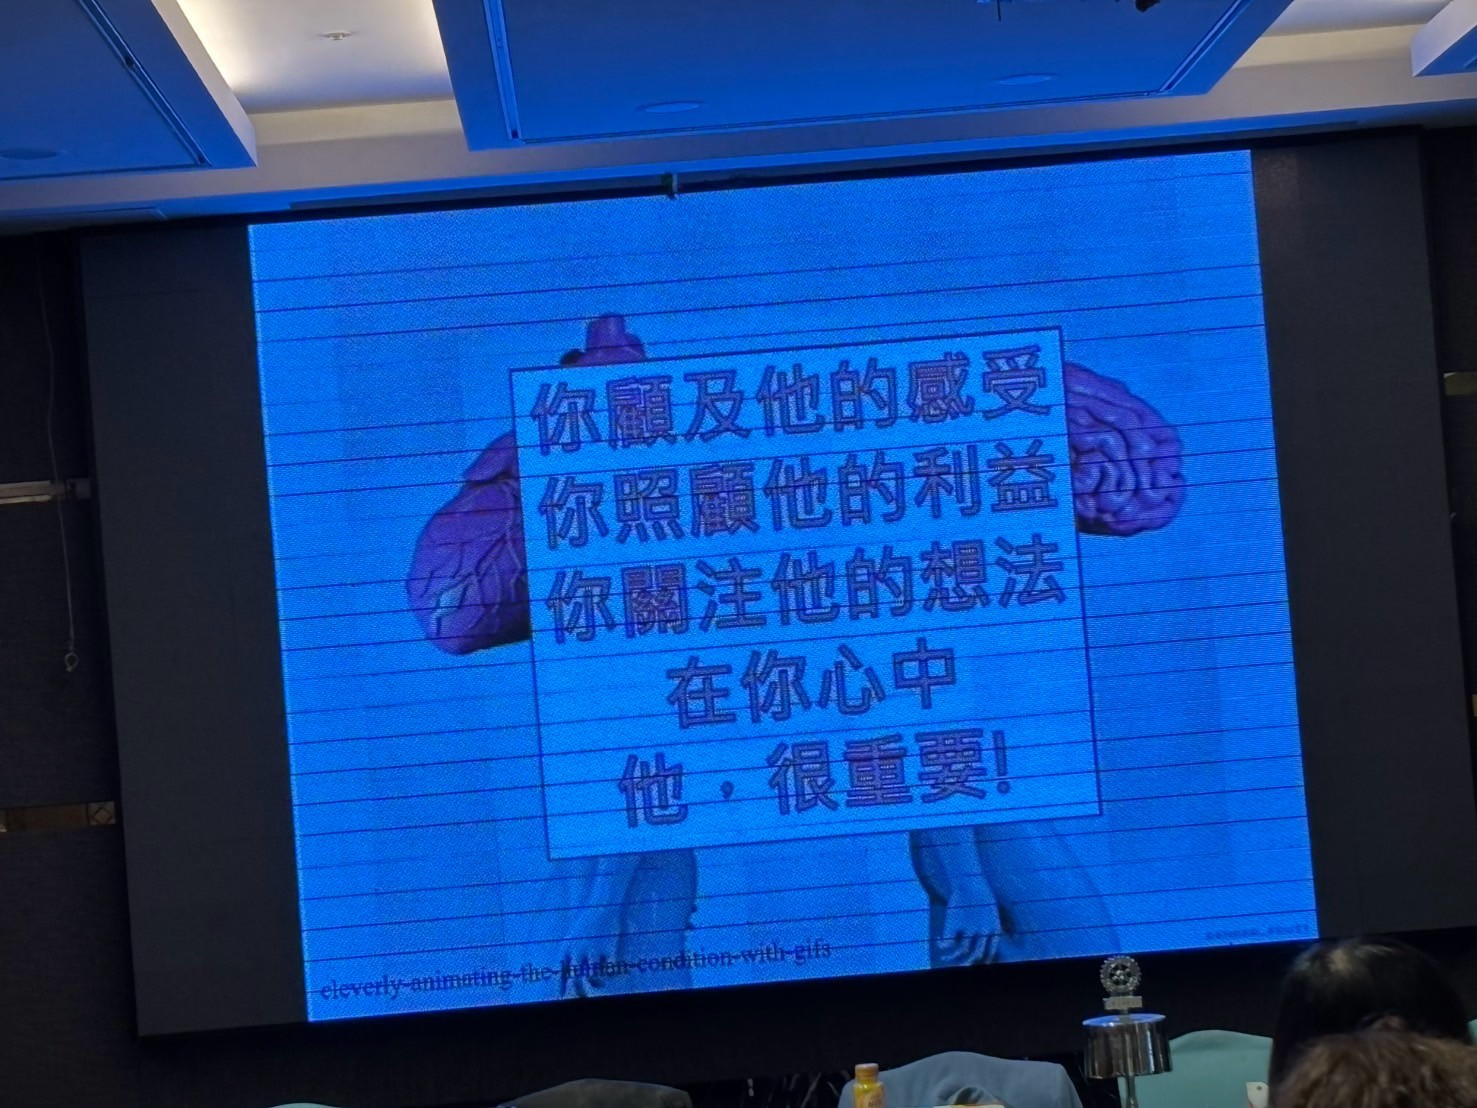 你顧及他的感受
你照顧他的利益
你關注他的想法
在你心中
他，很重要!
cleverly-animating-the-human-condition-with-gifs